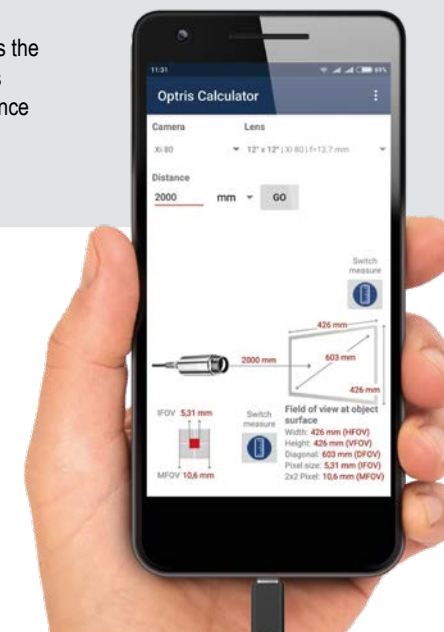 s the
s
nce
11:31
69%
Optris Calculator
Camera Lens
Xi 80 12° x 12° | Xi 80 | f=12.7 mm
Distance
2000 mm GO
Switch
measure
426 mm
2000 mm 603 mm
426 mm
IFOV 5,31 mm
MFOV 10,6 mm
Switch
measure
Field of view at object
surface
Width: 426 mm (HFOV)
Height: 426 mm (VFOV)
Diagonal: 603 mm (DFOV)
Pixel size: 5,31 mm (IFOV)
2x2 Pixel: 10,6 mm (MFOV)